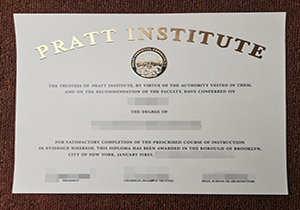 PRATT INSTITUTE
THE TRUSTEES OF PRATT INSTITUTE, BY VIRTUE OF THE AUTHORITY VESTED IN THEM,
AND ON THE RECOMMENDATION OF THE FACULTY, HAVE CONFERRED ON
THE DEGREE OF
FOR SATISFACTORY COMPLETION OF THE PRESCRIBED COURSE OF INSTRUCTION
IN EVIDENCE WHEREOF, THIS DIPLOMA HAS BEEN AWARDED IN THE BOROUGH OF BROOKLYN,
CITY OF NEW YORK, JANUARY FIRST,
PRESIDENT